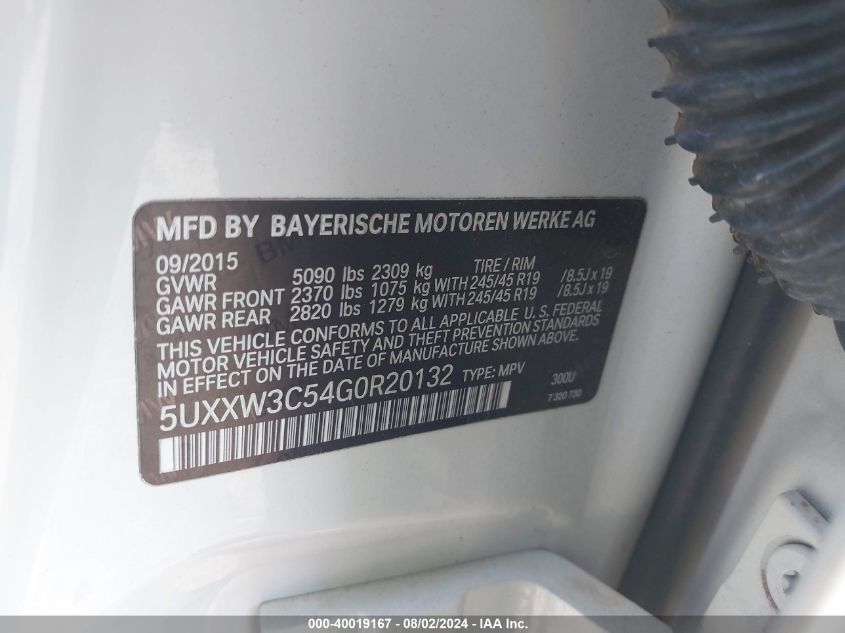 MFD BY BAYERISCHE MOTOREN WERKE AG
09/2015 TIRE / RIM
GVWR 5090 lbs 2309 kg
GAWR FRONT 2370 lbs 1075 kg WITH 245/45 R19 /8.5J x 19
GAWR REAR 2820 lbs 1279 kg WITH 245/45 R19 /8.5J x 19
THIS VEHICLE CONFORMS TO ALL APPLICABLE U. S. FEDERAL
MOTOR VEHICLE SAFETY AND THEFT PREVENTION STANDARDS
IN EFFECT ON THE DATE OF MANUFACTURE SHOWN ABOVE.
5UXXW3C54G0R20132 TYPE: MPV 300U
7 320 730
000-40019167 - 08/02/2024 - IAA Inc.